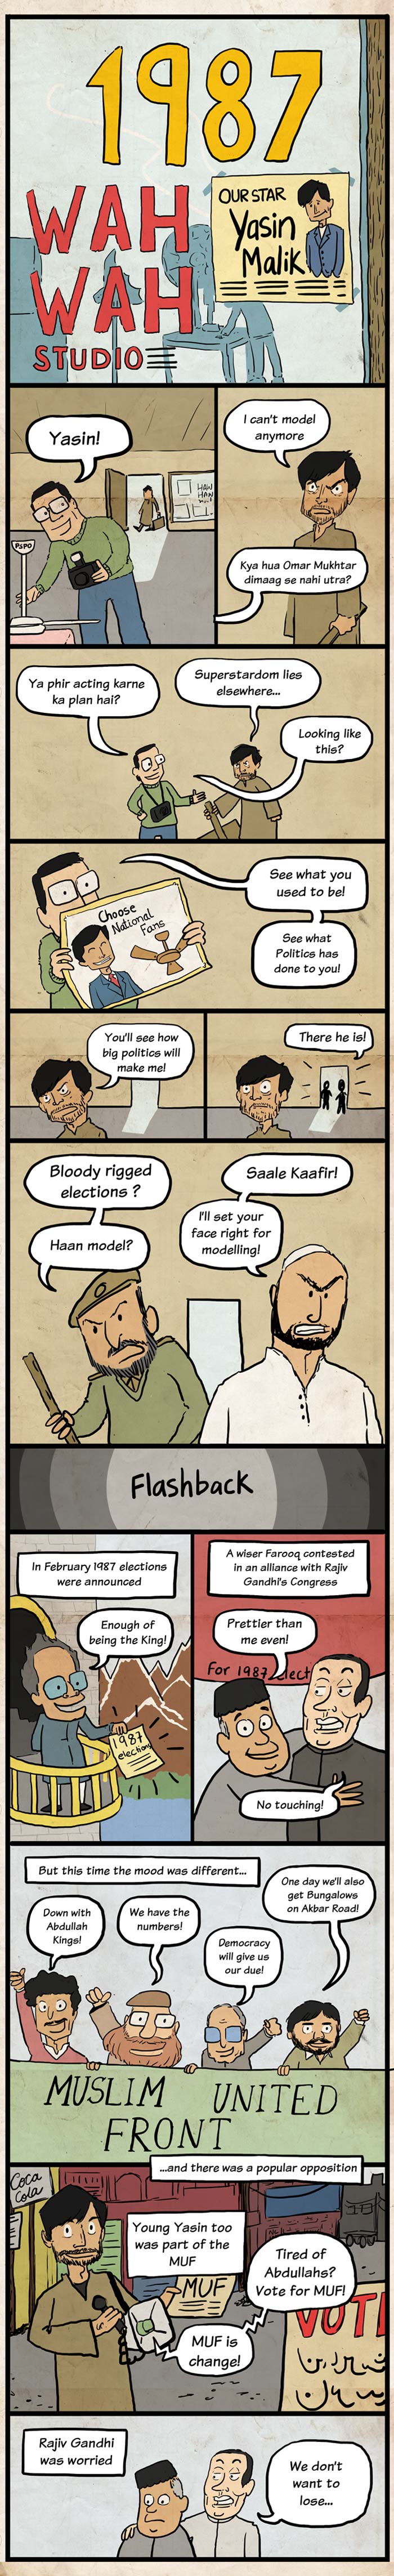 1987
WAH
WAH
STUDIO
OUR STAR
Yasin
Malik
Yasin!
PSPO
HAW
HAN
I can't model
anymore
Kya hua Omar Mukhtar
dimaag se nahi utra?
Ya phir acting karne
ka plan hai?
Superstardom lies
elsewhere...
Looking like
this?
See what you
used to be!
See what
Politics has
done to you!
Choose
National
Fans
You'll see how
big politics will
make me!
There he is!
Bloody rigged
elections ?
Haan model?
Saale Kaafir!
I'll set your
face right for
modelling!
Flashback
In February 1987 elections
were announced
Enough of
being the King!
1987
election
A wiser Farooq contested
in an alliance with Rajiv
Gandhi's Congress
Prettier than
me even!
For 1987 lect
No touching!
But this time the mood was different...
Down with
Abdullah
Kings!
We have the
numbers!
Democracy
will give us
our due!
One day we'll also
get Bungalows
on Akbar Road!
MUSLIM UNITED
FRONT
...and there was a popular opposition
Coca
Cola
Young Yasin too
was part of the
MUF
MUF
Tired of
Abdullahs?
Vote for MUF!
MUF is
change!
VOT
Rajiv Gandhi
was worried
We don't
want to
lose...